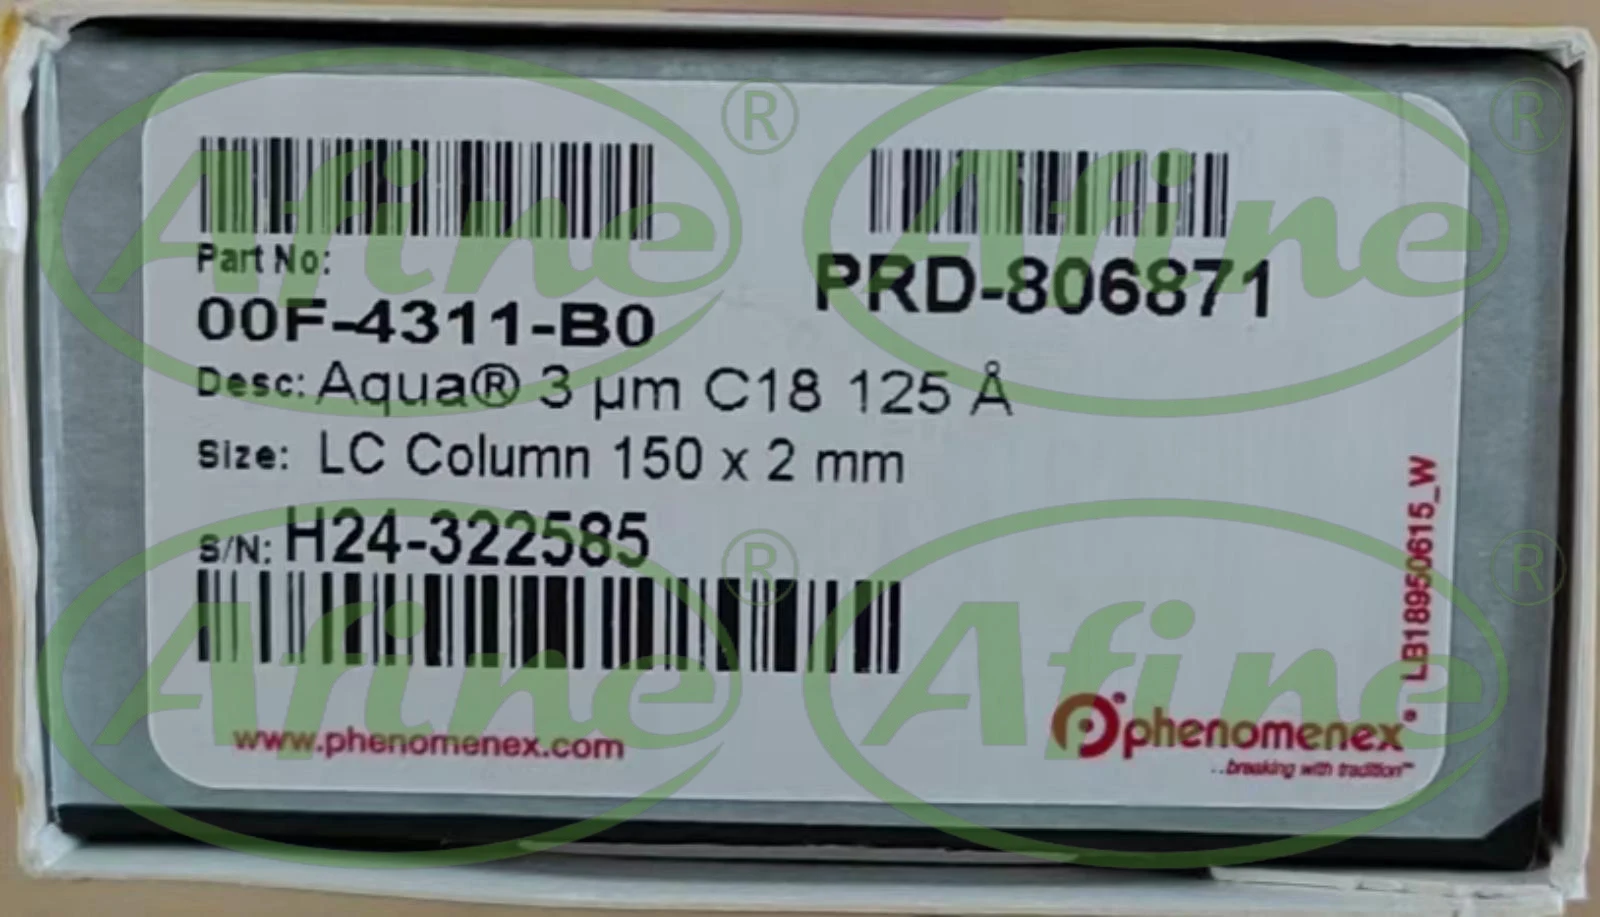 Part No:
00F-4311-B0
PRD-806871
Desc: Aqua® 3 µm C18 125 Å
Size: LC Column 150 x 2 mm
S/N: H24-322585
www.phenomenex.com
phenomenex®
...breaking with tradition™
LB18950615_W
Afine®
Afine®
Afine®
Afine®